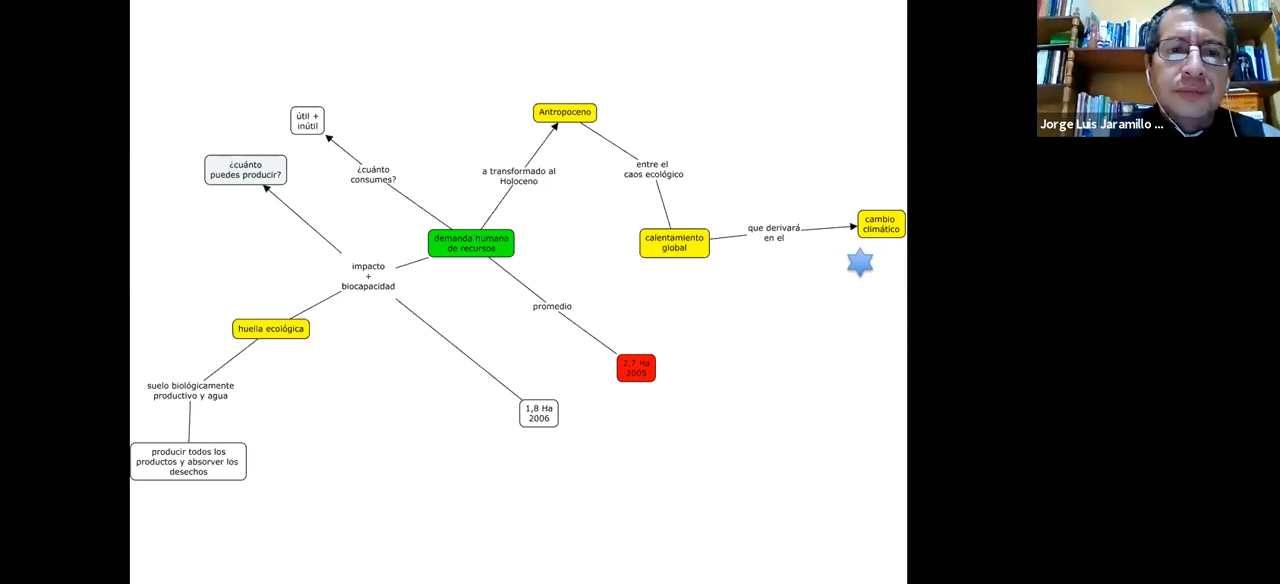 Jorge Luis Jaramillo ...
útil +
inútil
Antropoceno
¿cuánto
puedes producir?
¿cuánto
consumes?
a transformado al
Holoceno
entre el
caos ecológico
demanda humana
de recursos
calentamiento
global
que derivará
en el
cambio
climático
impacto
+
biocapacidad
promedio
huella ecológica
2,7 Ha
2005
suelo biológicamente
productivo y agua
1,8 Ha
2006
producir todos los
productos y absorver los
desechos